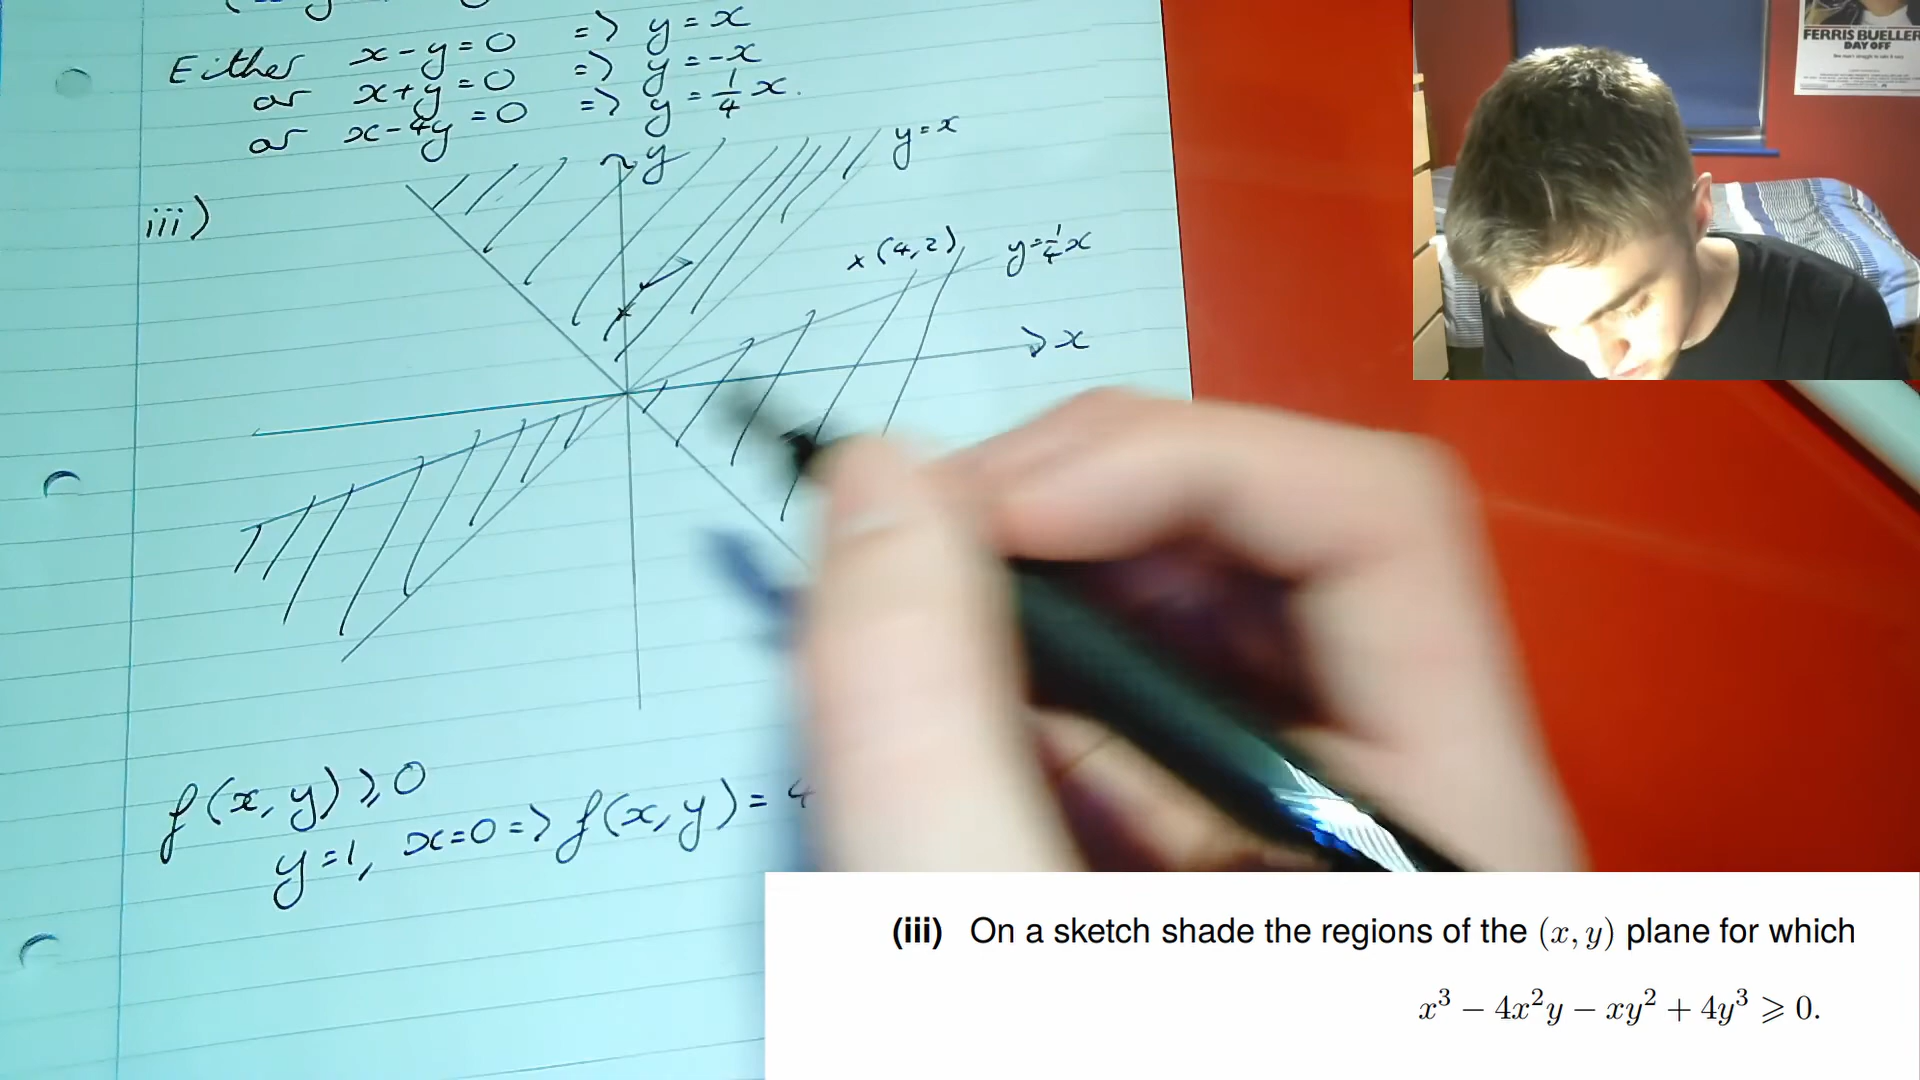 Either x-y=0 => y=x
or x+y=0 => y=-x
or x-4y=0 => y=1/4 x.
iii)
y
y=x
x (4,2)
y=1/4 x
x
f(x,y)⩾0
y=1, x=0 => f(x,y)= 4
FERRIS BUELLER
DAY OFF
(iii) On a sketch shade the regions of the (x, y) plane for which
x³ − 4x²y − xy² + 4y³ ⩾ 0.